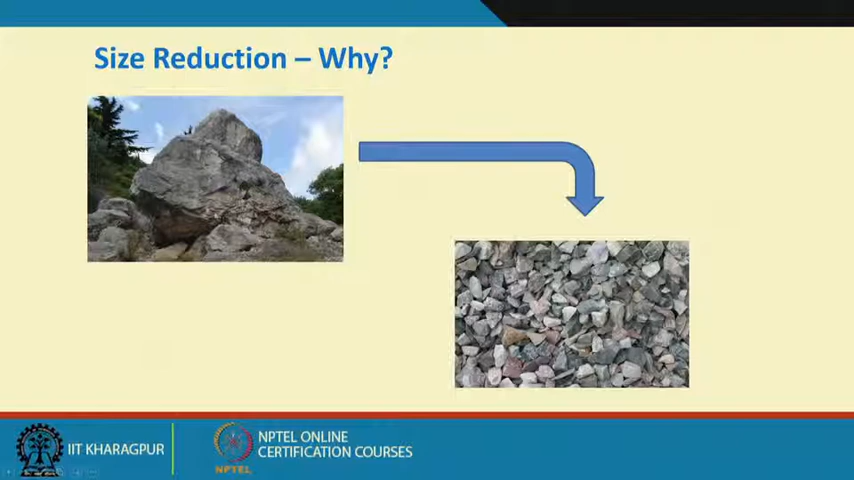 Size Reduction – Why?
IIT KHARAGPUR
NPTEL ONLINE
CERTIFICATION COURSES
NPTEL